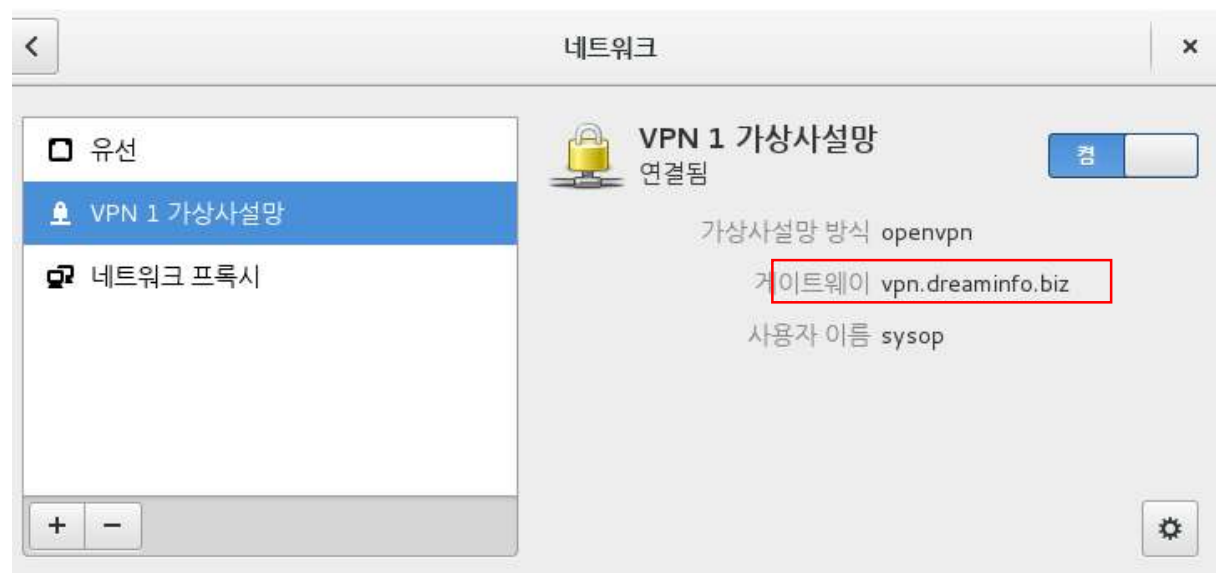 네트워크
유선
VPN 1 가상사설망
네트워크 프록시
VPN 1 가상사설망
연결됨
켬
가상사설망 방식 openvpn
게이트웨이 vpn.dreaminfo.biz
사용자 이름 sysop